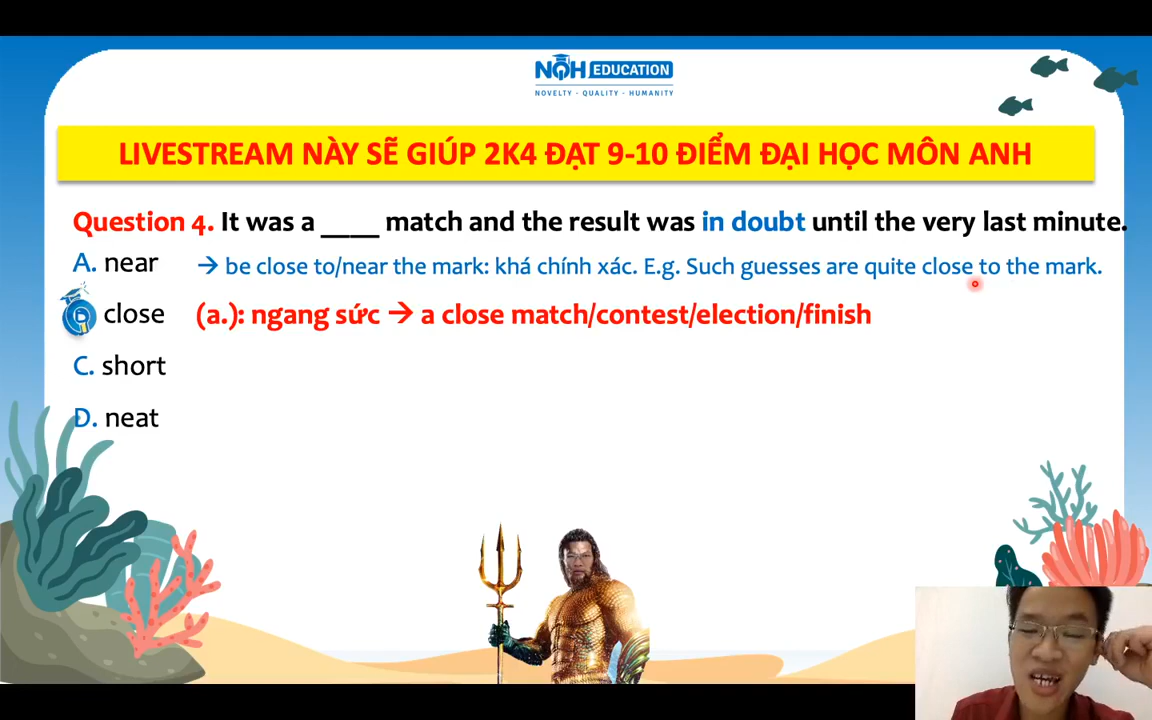 NQH EDUCATION
NOVELTY - QUALITY - HUMANITY
LIVESTREAM NÀY SẼ GIÚP 2K4 ĐẠT 9-10 ĐIỂM ĐẠI HỌC MÔN ANH
Question 4. It was a ____ match and the result was in doubt until the very last minute.
A. near → be close to/near the mark: khá chính xác. E.g. Such guesses are quite close to the mark.
B close (a.): ngang sức → a close match/contest/election/finish
C. short
D. neat